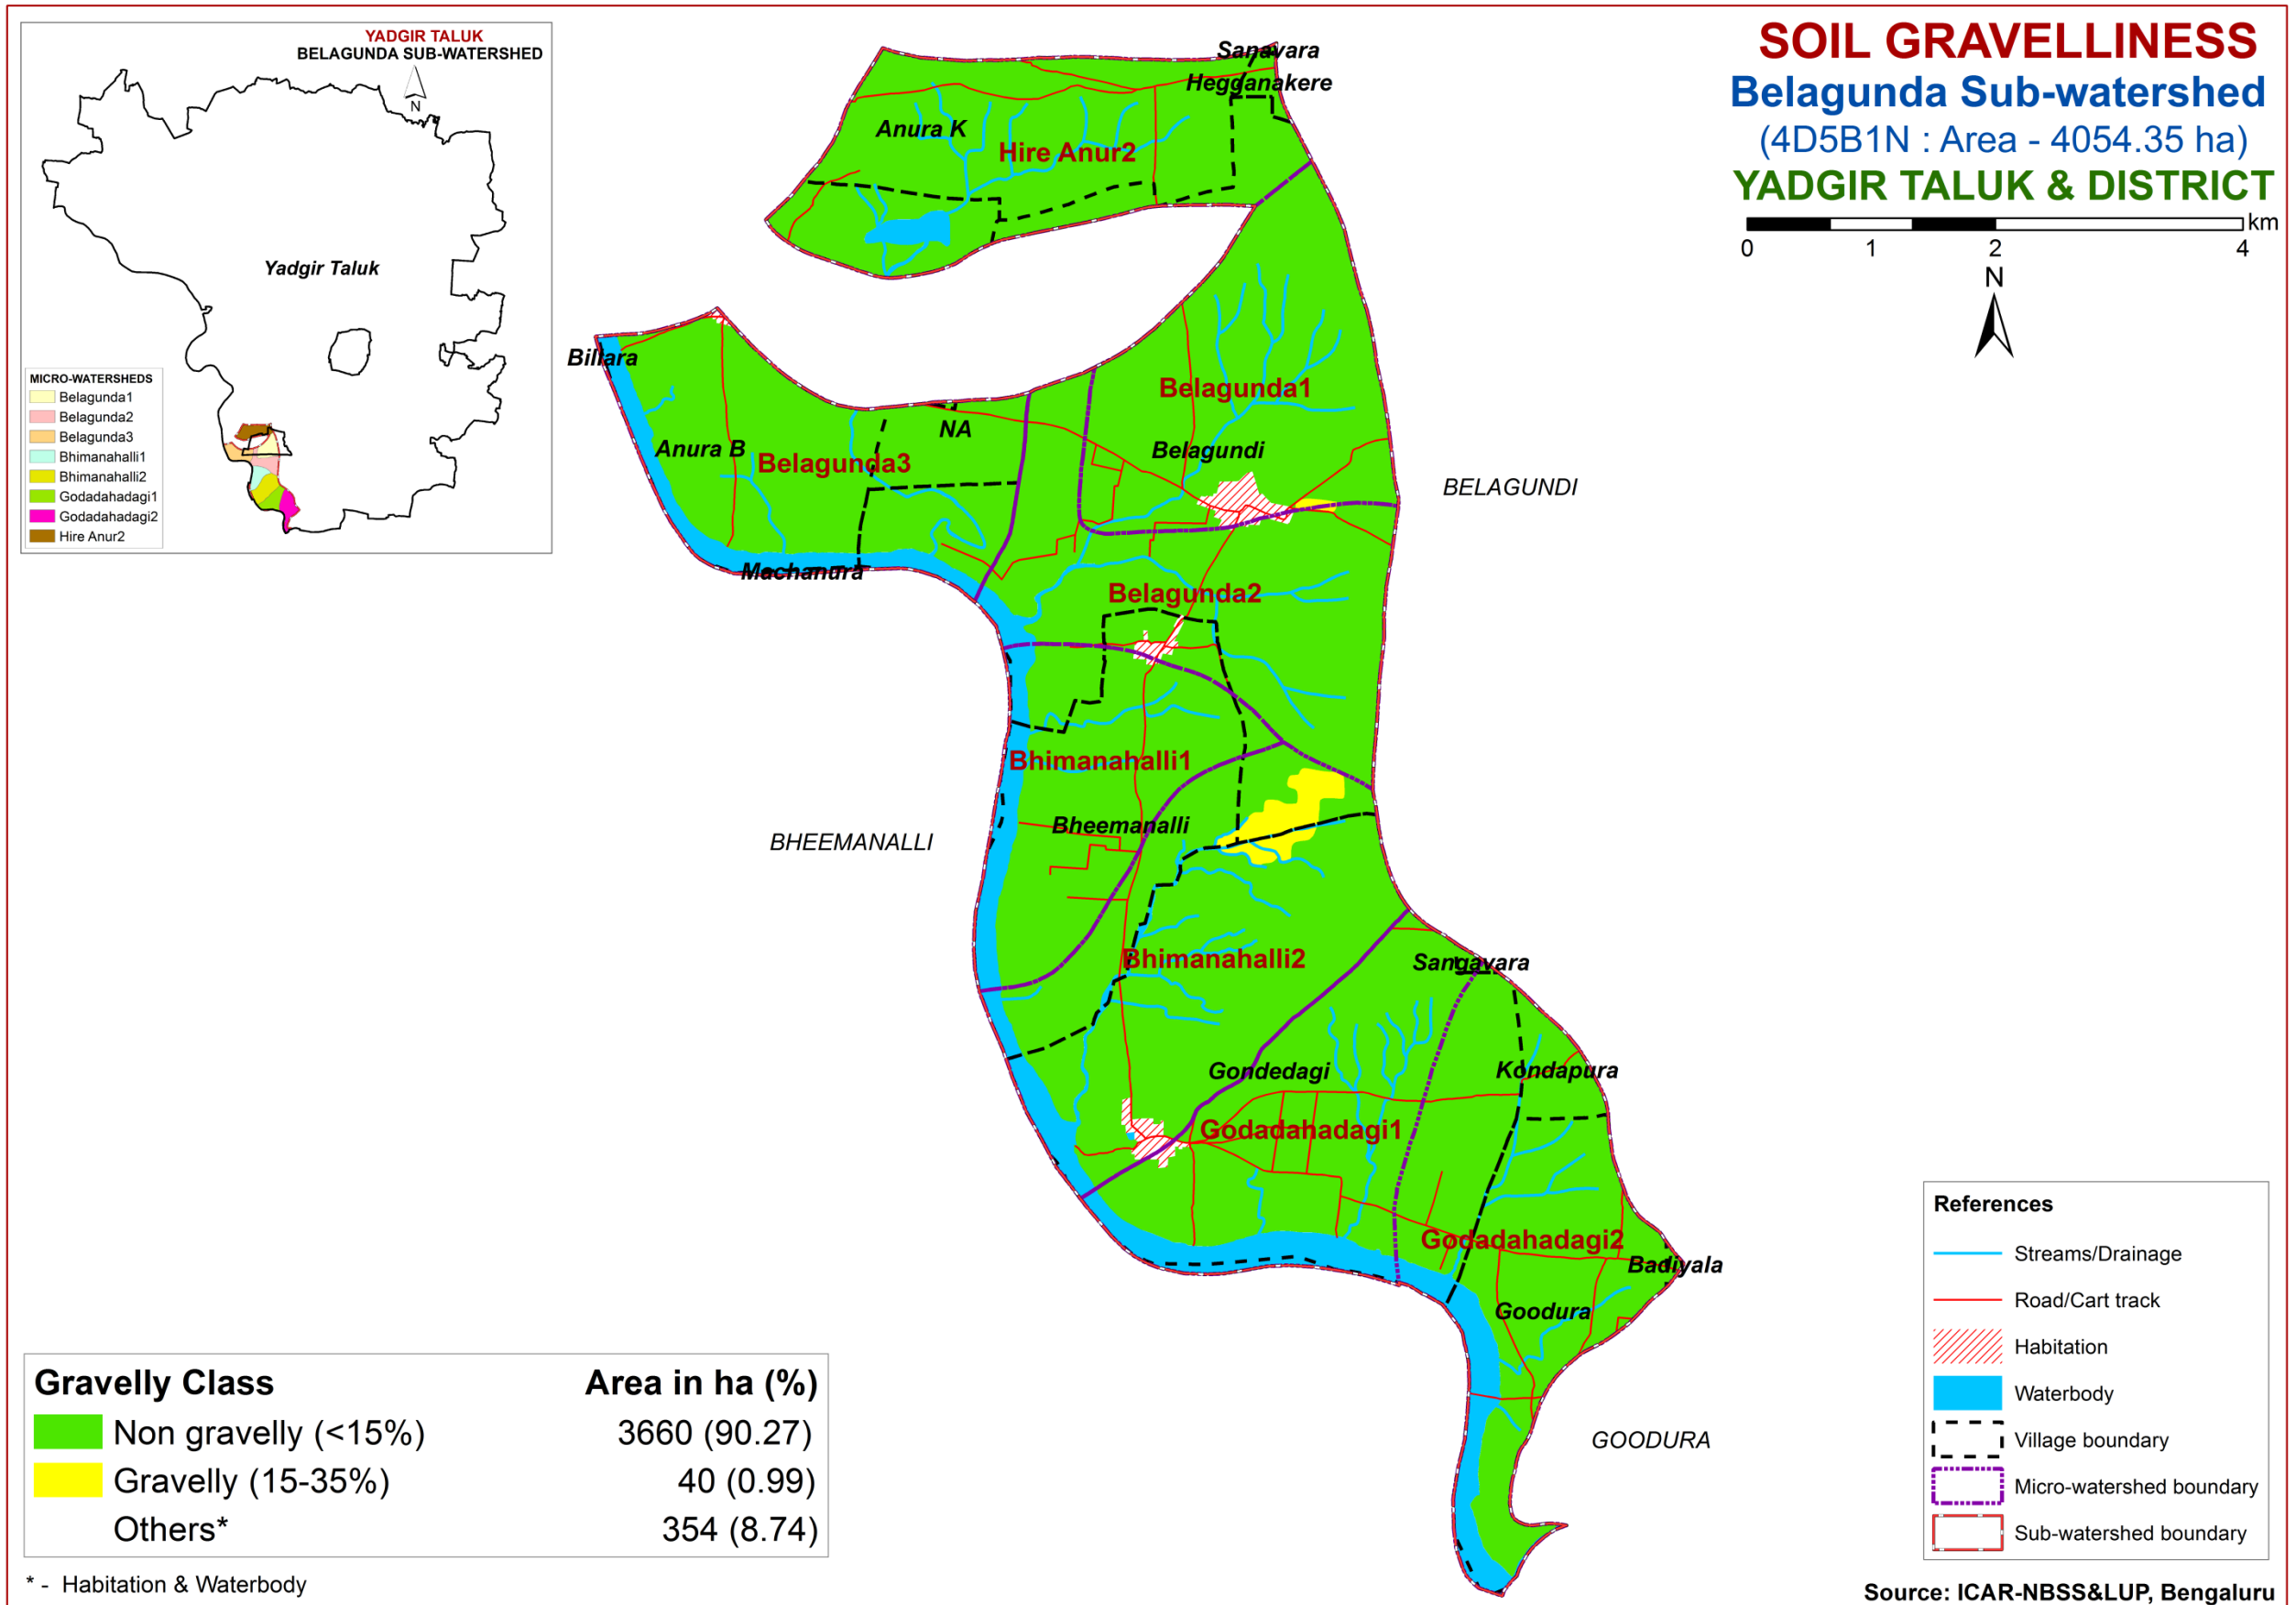 SOIL GRAVELLINESS
Belagunda Sub-watershed
(4D5B1N : Area - 4054.35 ha)
YADGIR TALUK & DISTRICT
km
0 1 2 4
N
YADGIR TALUK
BELAGUNDA SUB-WATERSHED
N
Yadgir Taluk
MICRO-WATERSHEDS
Belagunda1
Belagunda2
Belagunda3
Bhimanahalli1
Bhimanahalli2
Godadahadagi1
Godadahadagi2
Hire Anur2
Sanavara
Hegganakere
Anura K
Hire Anur2
Billara
Belagunda1
NA
Anura B
Belagundi
Belagunda3
BELAGUNDI
Machanura
Belagunda2
Bhimanahalli1
Bheemanalli
BHEEMANALLI
Bhimanahalli2
Sangavara
Gondedagi
Kondapura
Godadahadagi1
Godadahadagi2
Badiyala
Goodura
GOODURA
Gravelly Class Area in ha (%)
Non gravelly (<15%) 3660 (90.27)
Gravelly (15-35%) 40 (0.99)
Others* 354 (8.74)
* - Habitation & Waterbody
References
Streams/Drainage
Road/Cart track
Habitation
Waterbody
Village boundary
Micro-watershed boundary
Sub-watershed boundary
Source: ICAR-NBSS&LUP, Bengaluru